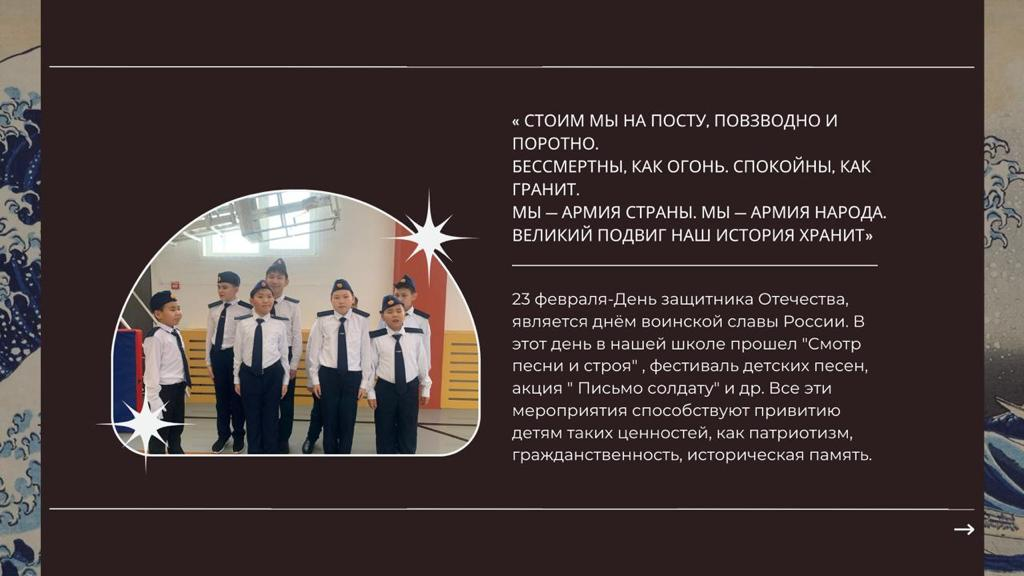 « СТОИМ МЫ НА ПОСТУ, ПОВЗВОДНО И
ПОРОТНО.
БЕССМЕРТНЫ, КАК ОГОНЬ. СПОКОЙНЫ, КАК
ГРАНИТ.
МЫ — АРМИЯ СТРАНЫ. МЫ — АРМИЯ НАРОДА.
ВЕЛИКИЙ ПОДВИГ НАШ ИСТОРИЯ ХРАНИТ»
23 февраля-День защитника Отечества,
является днём воинской славы России. В
этот день в нашей школе прошел "Смотр
песни и строя" , фестиваль детских песен,
акция " Письмо солдату" и др. Все эти
мероприятия способствуют привитию
детям таких ценностей, как патриотизм,
гражданственность, историческая память.